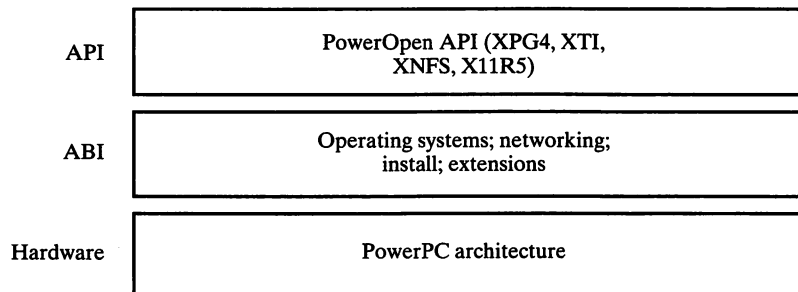 API
PowerOpen API (XPG4, XTI,
XNFS, X11R5)
ABI
Operating systems; networking;
install; extensions
Hardware
PowerPC architecture